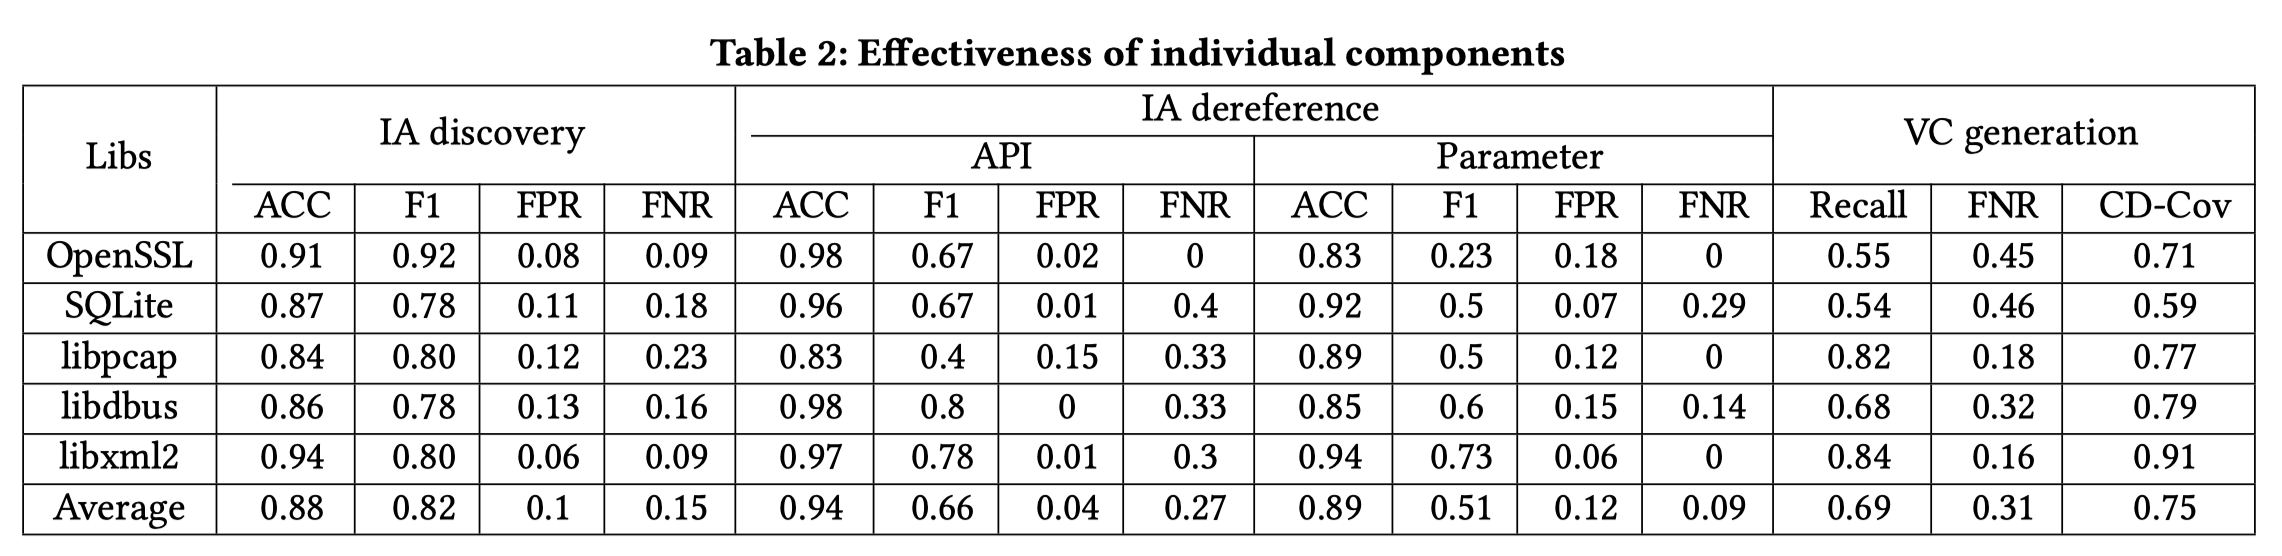 Table 2: Effectiveness of individual components
Libs IA discovery IA dereference VC generation
API Parameter
ACC F1 FPR FNR ACC F1 FPR FNR ACC F1 FPR FNR Recall FNR CD-Cov
OpenSSL 0.91 0.92 0.08 0.09 0.98 0.67 0.02 0 0.83 0.23 0.18 0 0.55 0.45 0.71
SQLite 0.87 0.78 0.11 0.18 0.96 0.67 0.01 0.4 0.92 0.5 0.07 0.29 0.54 0.46 0.59
libpcap 0.84 0.80 0.12 0.23 0.83 0.4 0.15 0.33 0.89 0.5 0.12 0 0.82 0.18 0.77
libdbus 0.86 0.78 0.13 0.16 0.98 0.8 0 0.33 0.85 0.6 0.15 0.14 0.68 0.32 0.79
libxml2 0.94 0.80 0.06 0.09 0.97 0.78 0.01 0.3 0.94 0.73 0.06 0 0.84 0.16 0.91
Average 0.88 0.82 0.1 0.15 0.94 0.66 0.04 0.27 0.89 0.51 0.12 0.09 0.69 0.31 0.75